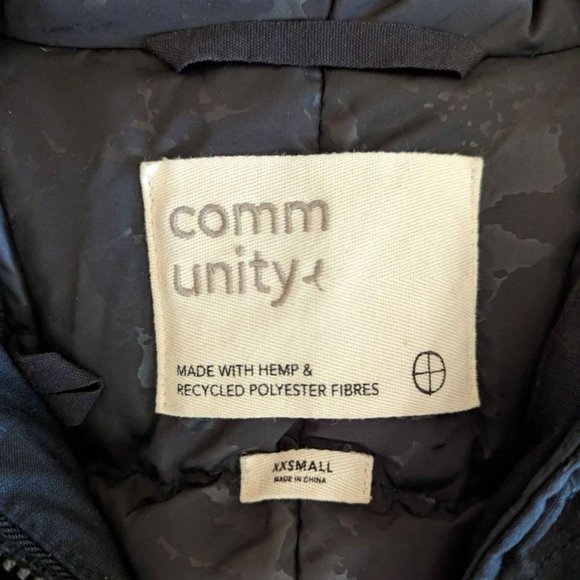 comm
unity
MADE WITH HEMP &
RECYCLED POLYESTER FIBRES
XXSMALL
MADE IN CHINA